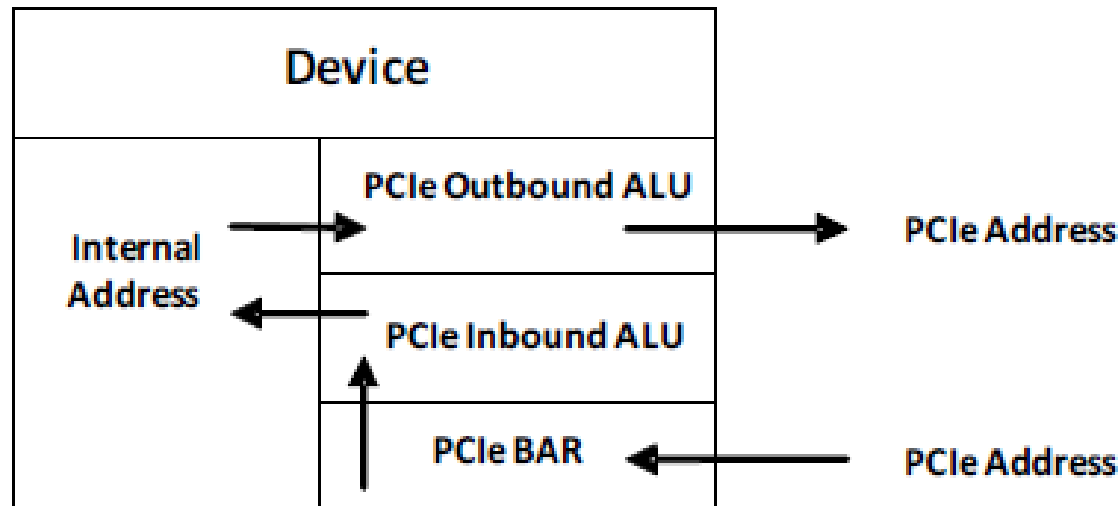 Device
PCIe Outbound ALU
Internal
Address
PCIe Address
PCIe Inbound ALU
PCIe BAR
PCIe Address